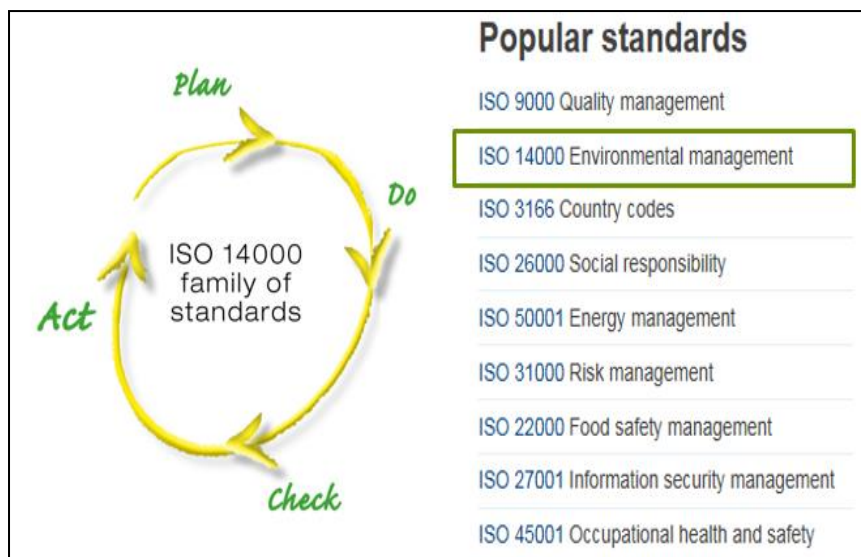 Plan
Do
ISO 14000
family of
standards
Act
Check
Popular standards
ISO 9000 Quality management
ISO 14000 Environmental management
ISO 3166 Country codes
ISO 26000 Social responsibility
ISO 50001 Energy management
ISO 31000 Risk management
ISO 22000 Food safety management
ISO 27001 Information security management
ISO 45001 Occupational health and safety